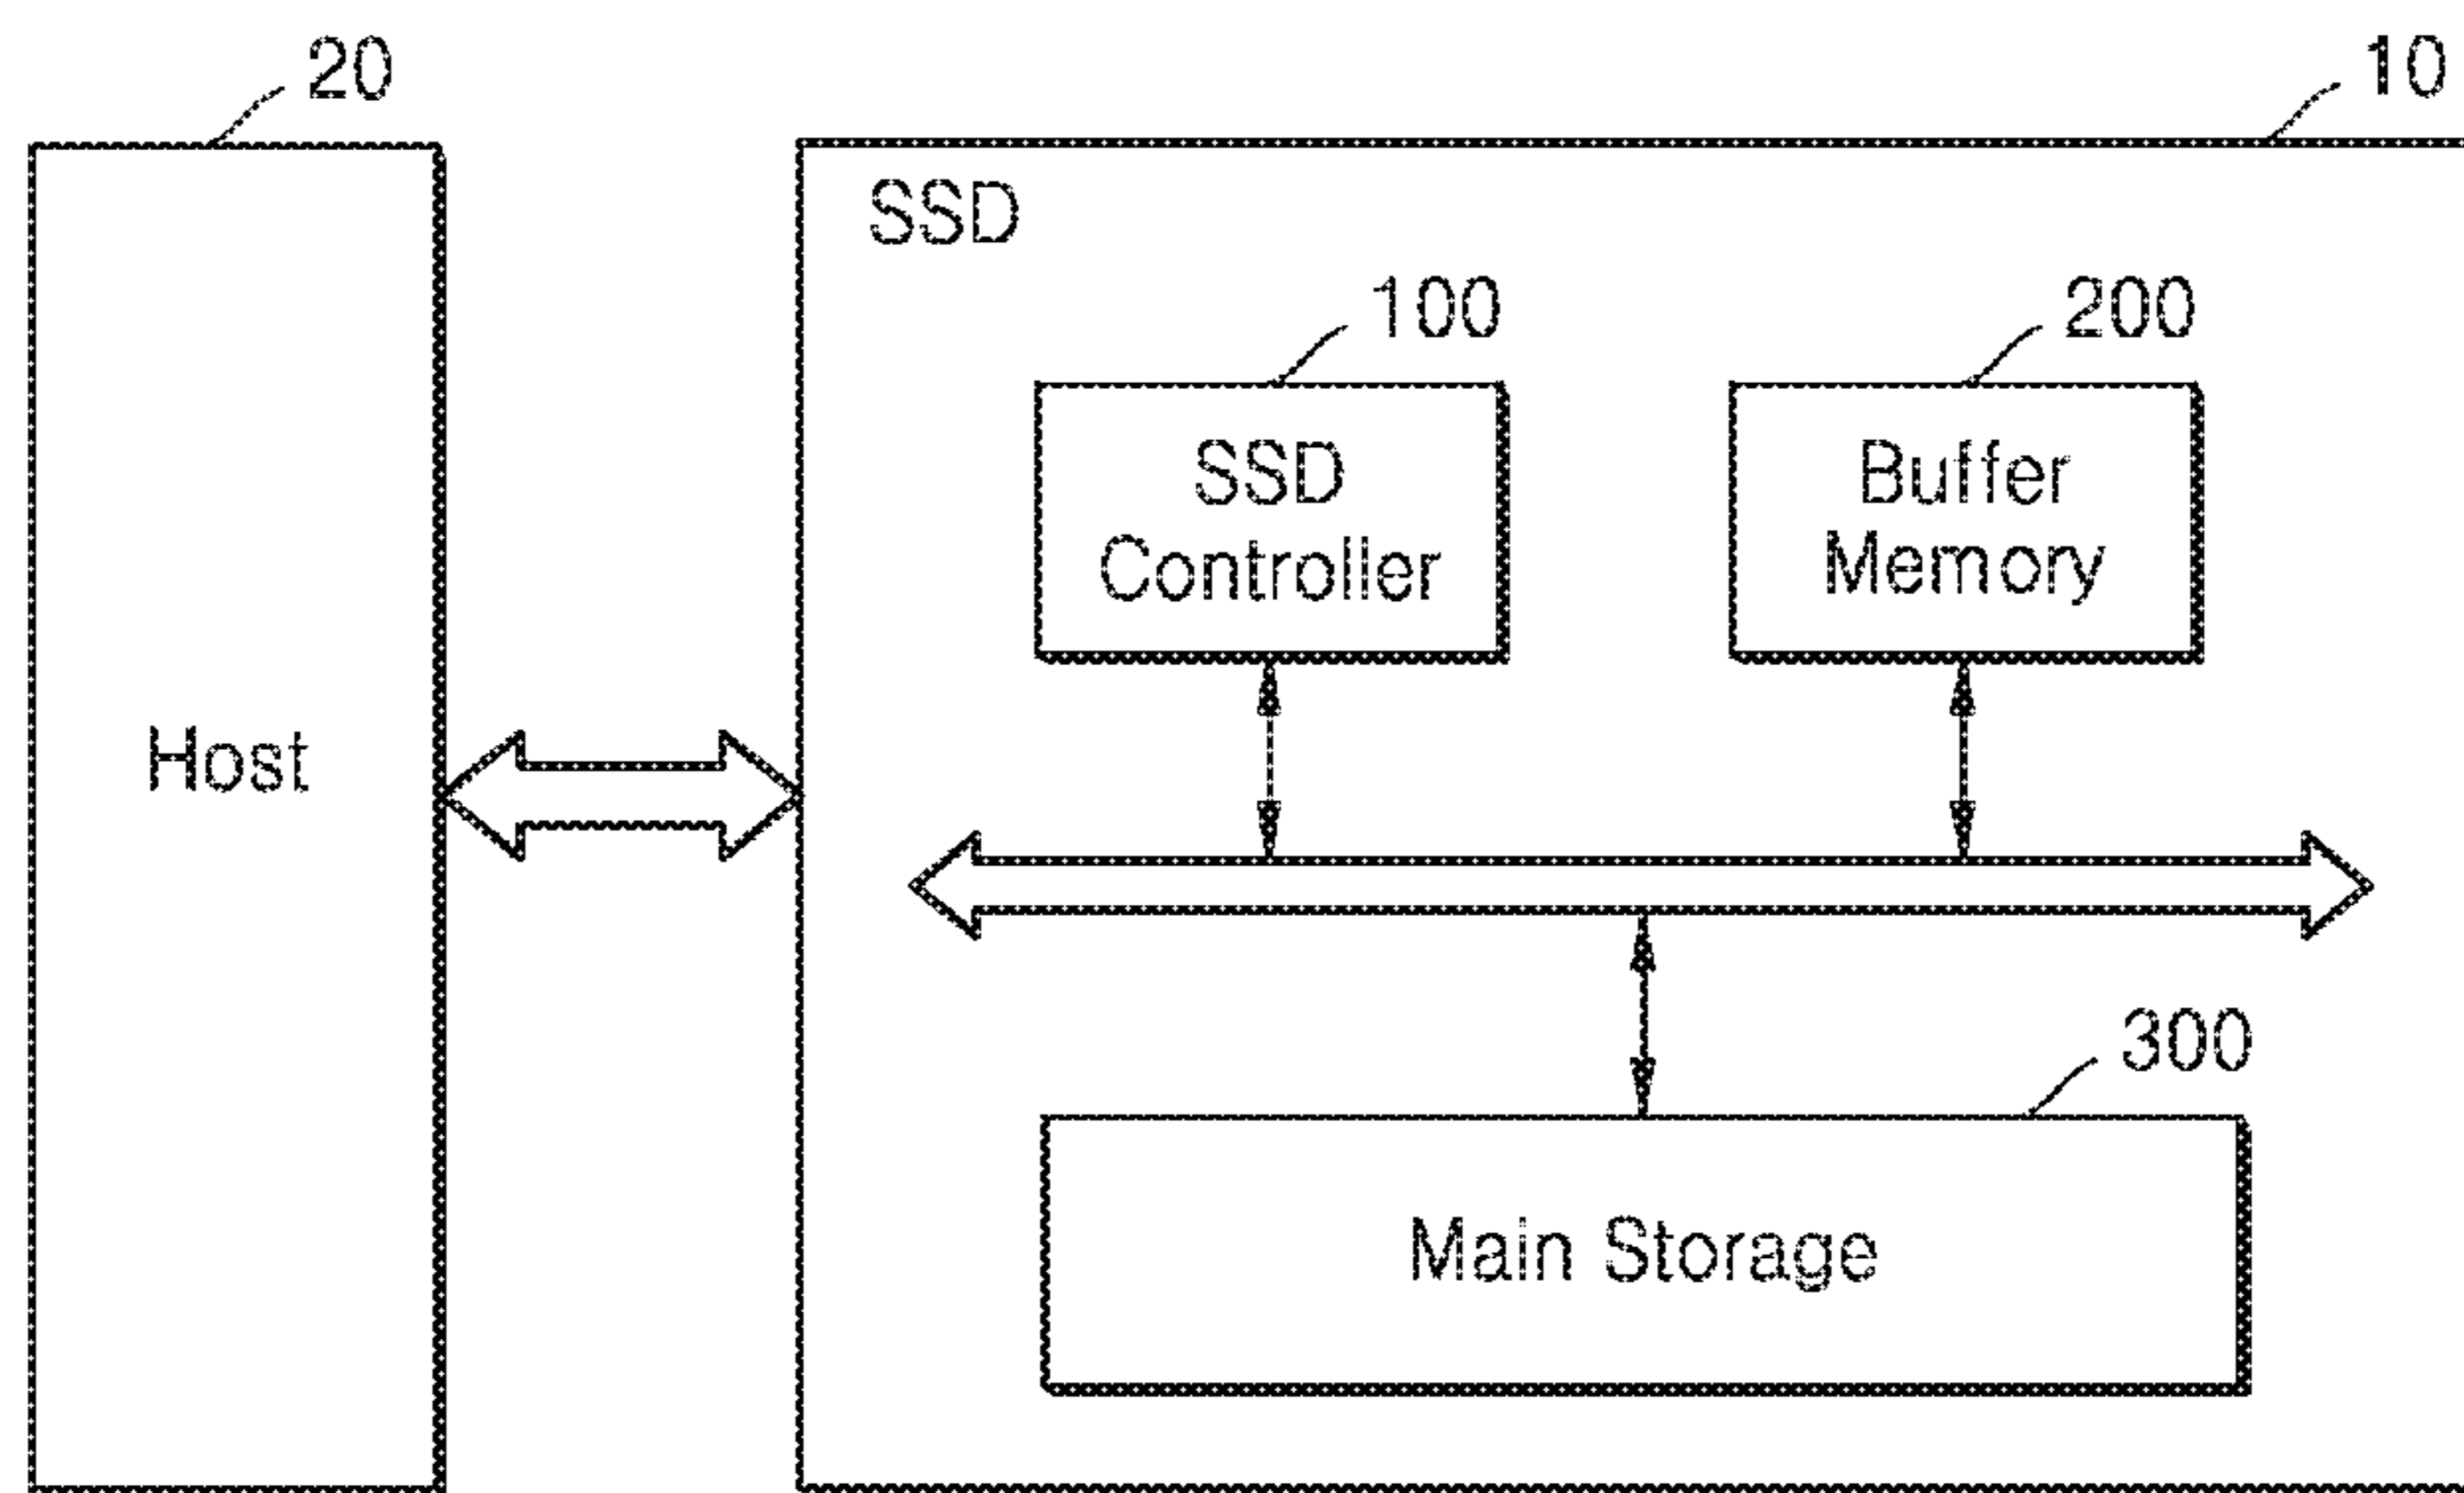 20
10
SSD
100
200
SSD
Controller
Buffer
Memory
Host
300
Main Storage